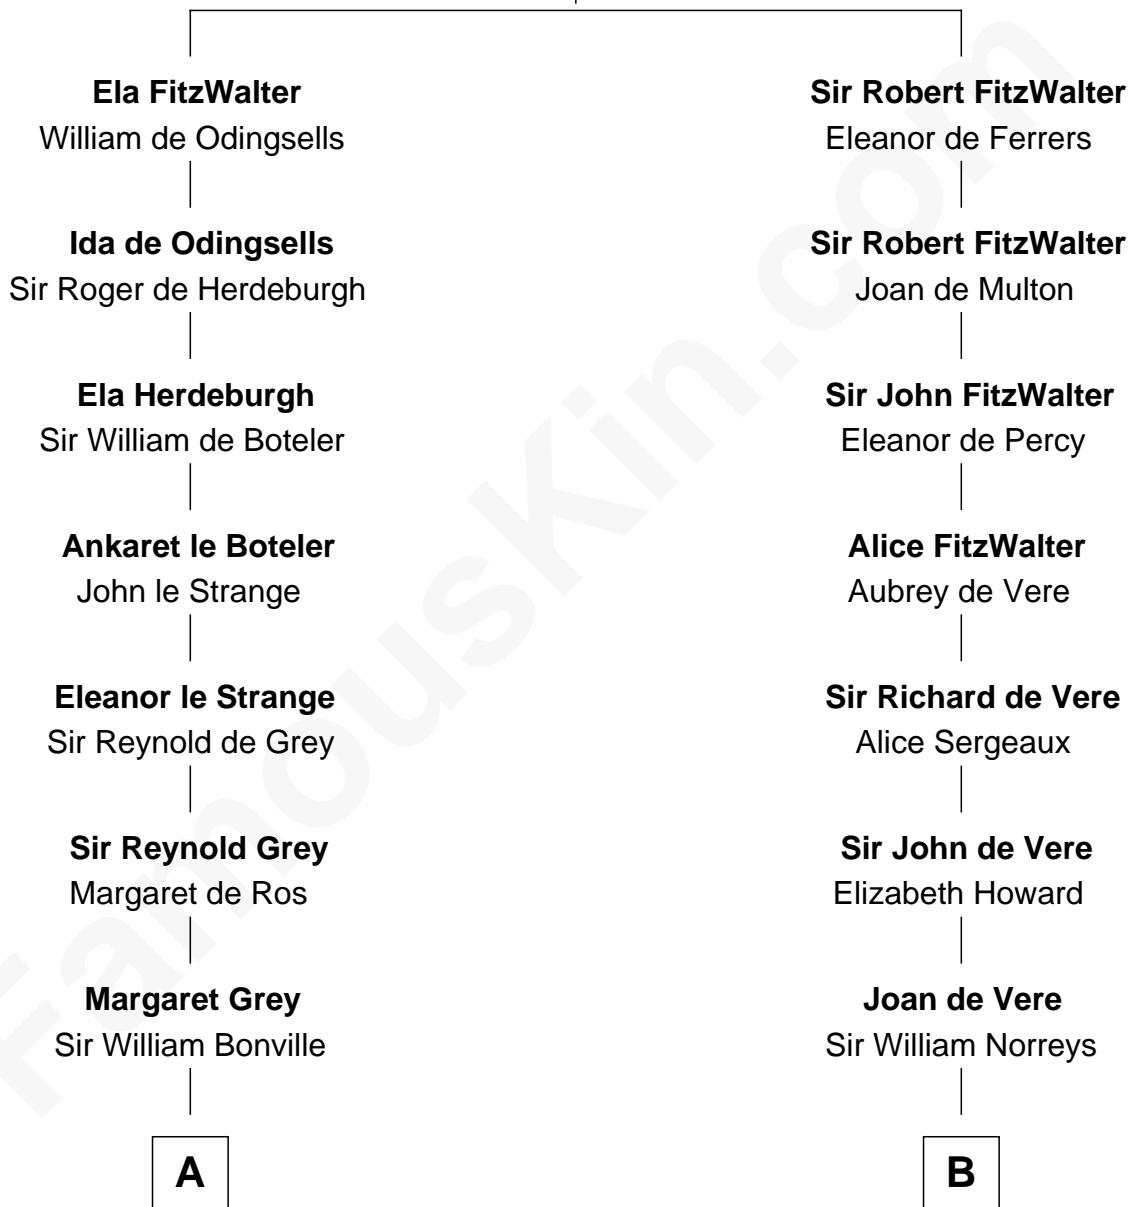 Ela FitzWalter
William de Odingsells
Ida de Odingsells
Sir Roger de Herdeburgh
Ela Herdeburgh
Sir William de Boteler
Ankaret le Boteler
John le Strange
Eleanor le Strange
Sir Reynold de Grey
Sir Reynold Grey
Margaret de Ros
Margaret Grey
Sir William Bonville
A
Sir Robert FitzWalter
Eleanor de Ferrers
Sir Robert FitzWalter
Joan de Multon
Sir John FitzWalter
Eleanor de Percy
Alice FitzWalter
Aubrey de Vere
Sir Richard de Vere
Alice Sergeaux
Sir John de Vere
Elizabeth Howard
Joan de Vere
Sir William Norreys
B
FamousKin.com